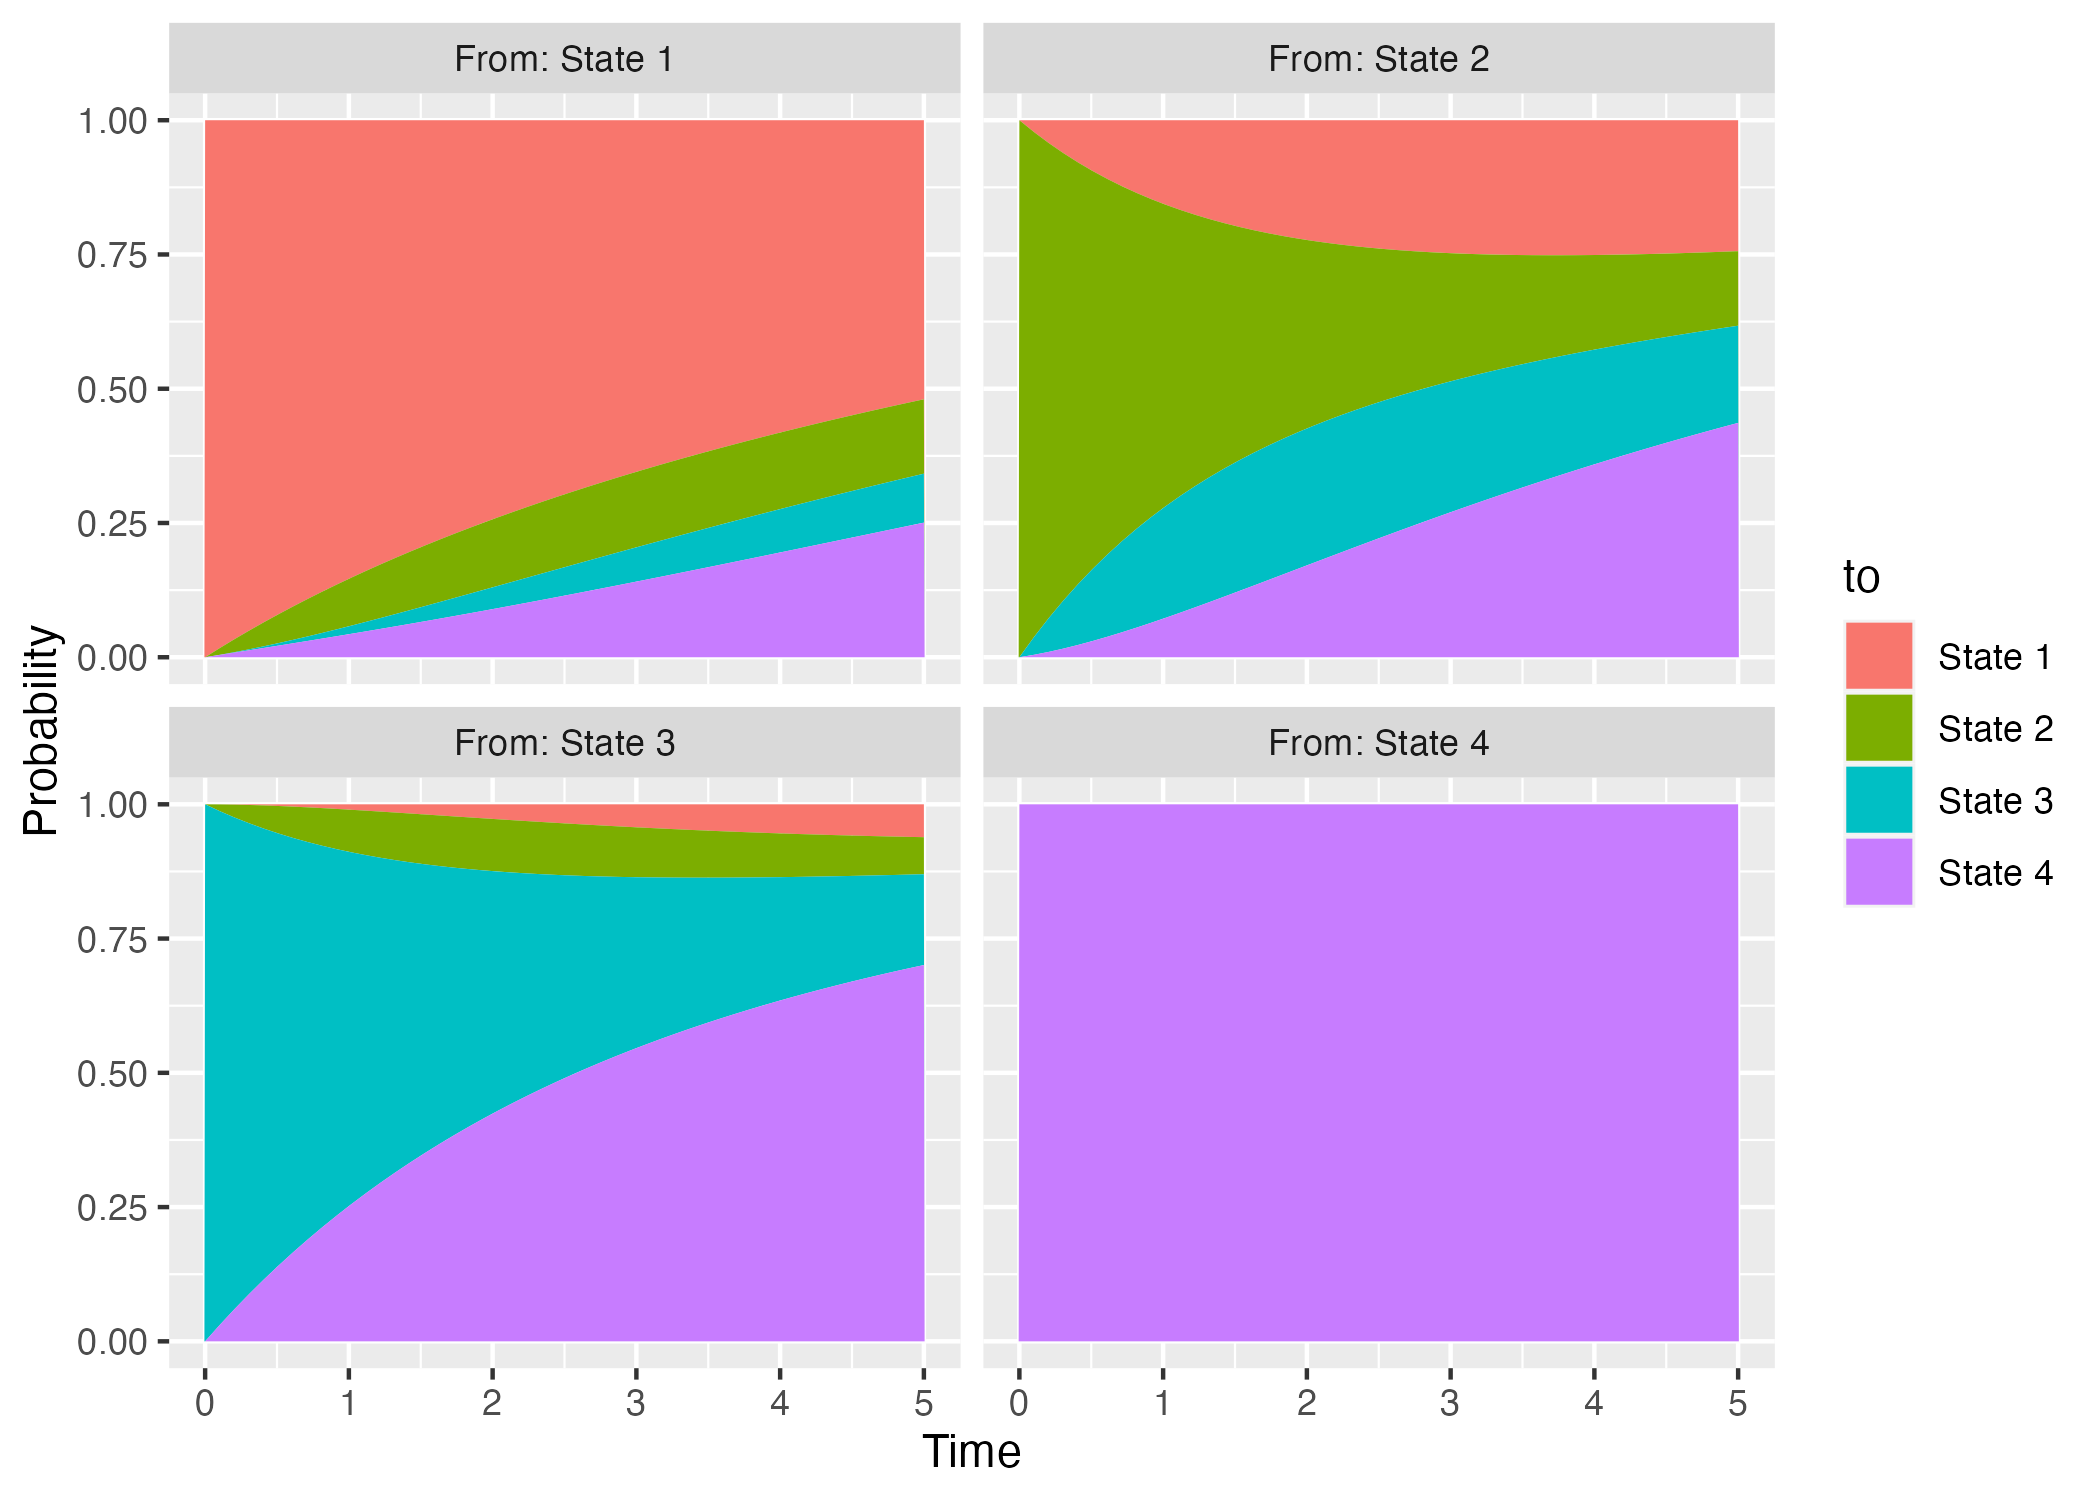 From: State 1
From: State 2
1.00
0.75
0.50
0.25
0.00
From: State 3
From: State 4
1.00
0.75
0.50
0.25
0.00
0 1 2 3 4 5
0 1 2 3 4 5
Time
Probability
to
State 1
State 2
State 3
State 4